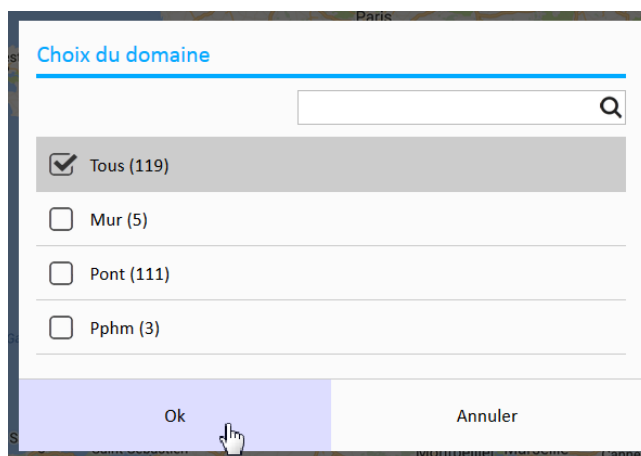 Paris
Choix du domaine
Tous (119)
Mur (5)
Pont (111)
Pphm (3)
Ok
Annuler